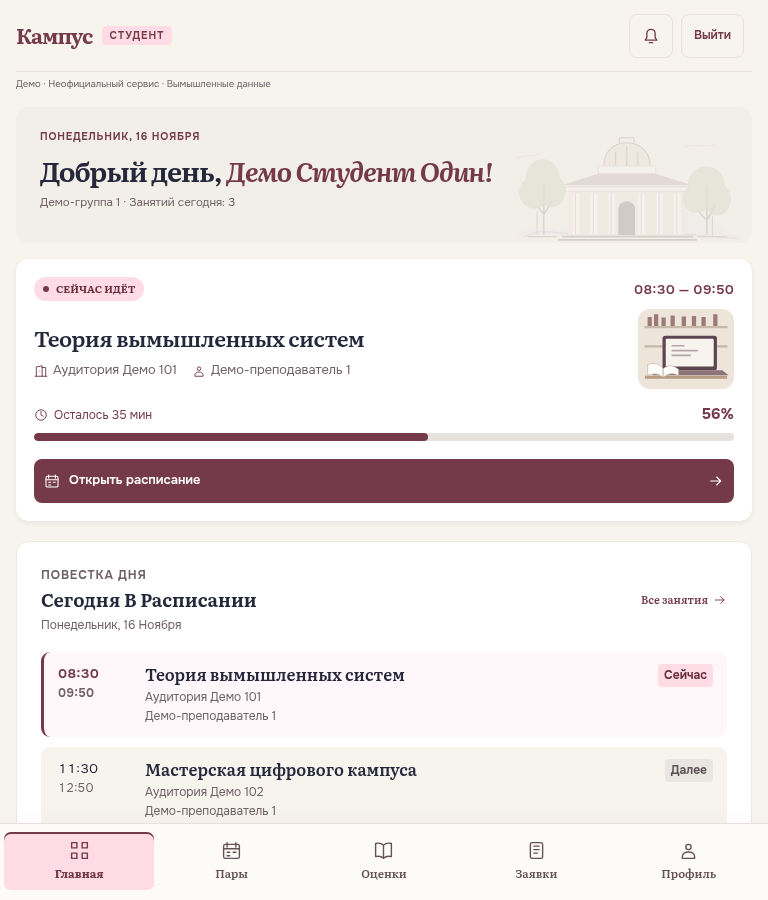 Кампус СТУДЕНТ
Выйти
Демо · Неофициальный сервис · Вымышленные данные
ПОНЕДЕЛЬНИК, 16 НОЯБРЯ
Добрый день, Демо Студент Один!
Демо-группа 1 · Занятий сегодня: 3
СЕЙЧАС ИДЁТ
08:30 — 09:50
Теория вымышленных систем
Аудитория Демо 101 Демо-преподаватель 1
Осталось 35 мин
56%
Открыть расписание
ПОВЕСТКА ДНЯ
Сегодня В Расписании
Все занятия
Понедельник, 16 Ноября
08:30
09:50
Теория вымышленных систем
Аудитория Демо 101
Демо-преподаватель 1
Сейчас
11:30
12:50
Мастерская цифрового кампуса
Аудитория Демо 102
Демо-преподаватель 1
Далее
Главная
Пары
Оценки
Заявки
Профиль